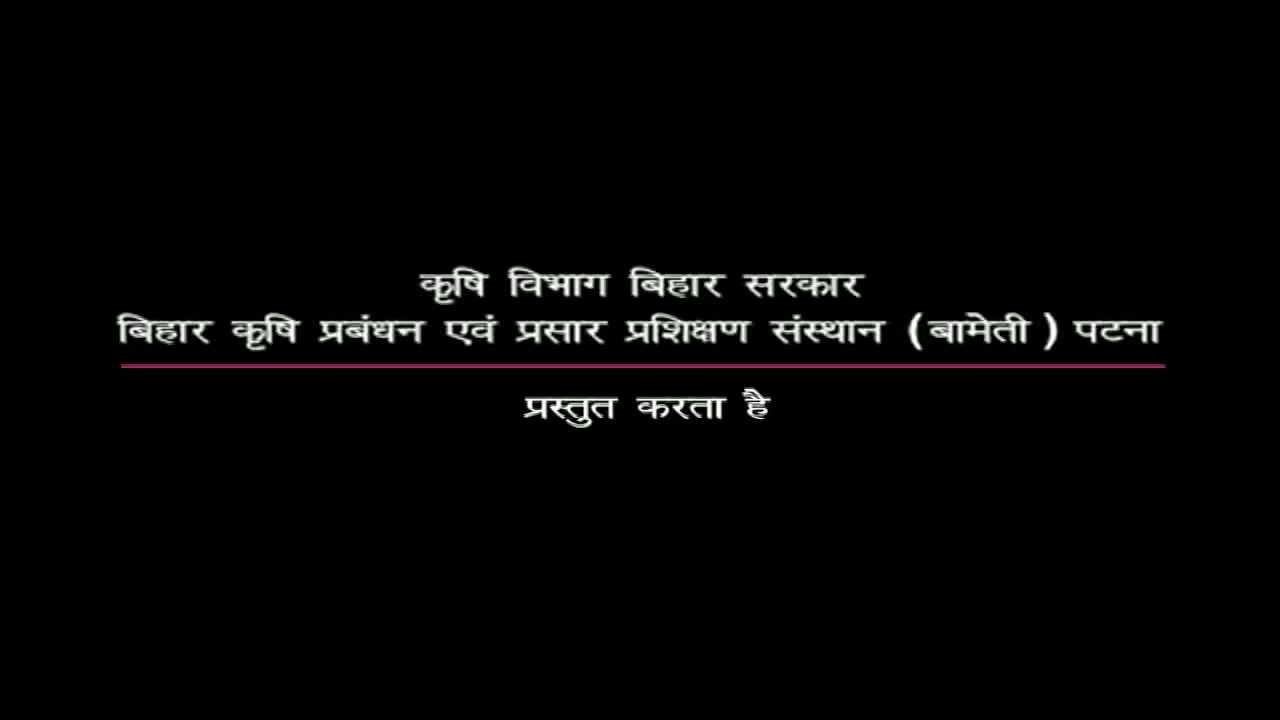 कृषि विभाग बिहार सरकार
बिहार कृषि प्रबंधन एवं प्रसार प्रशिक्षण संस्थान (बामेती ) पटना
प्रस्तुत करता है